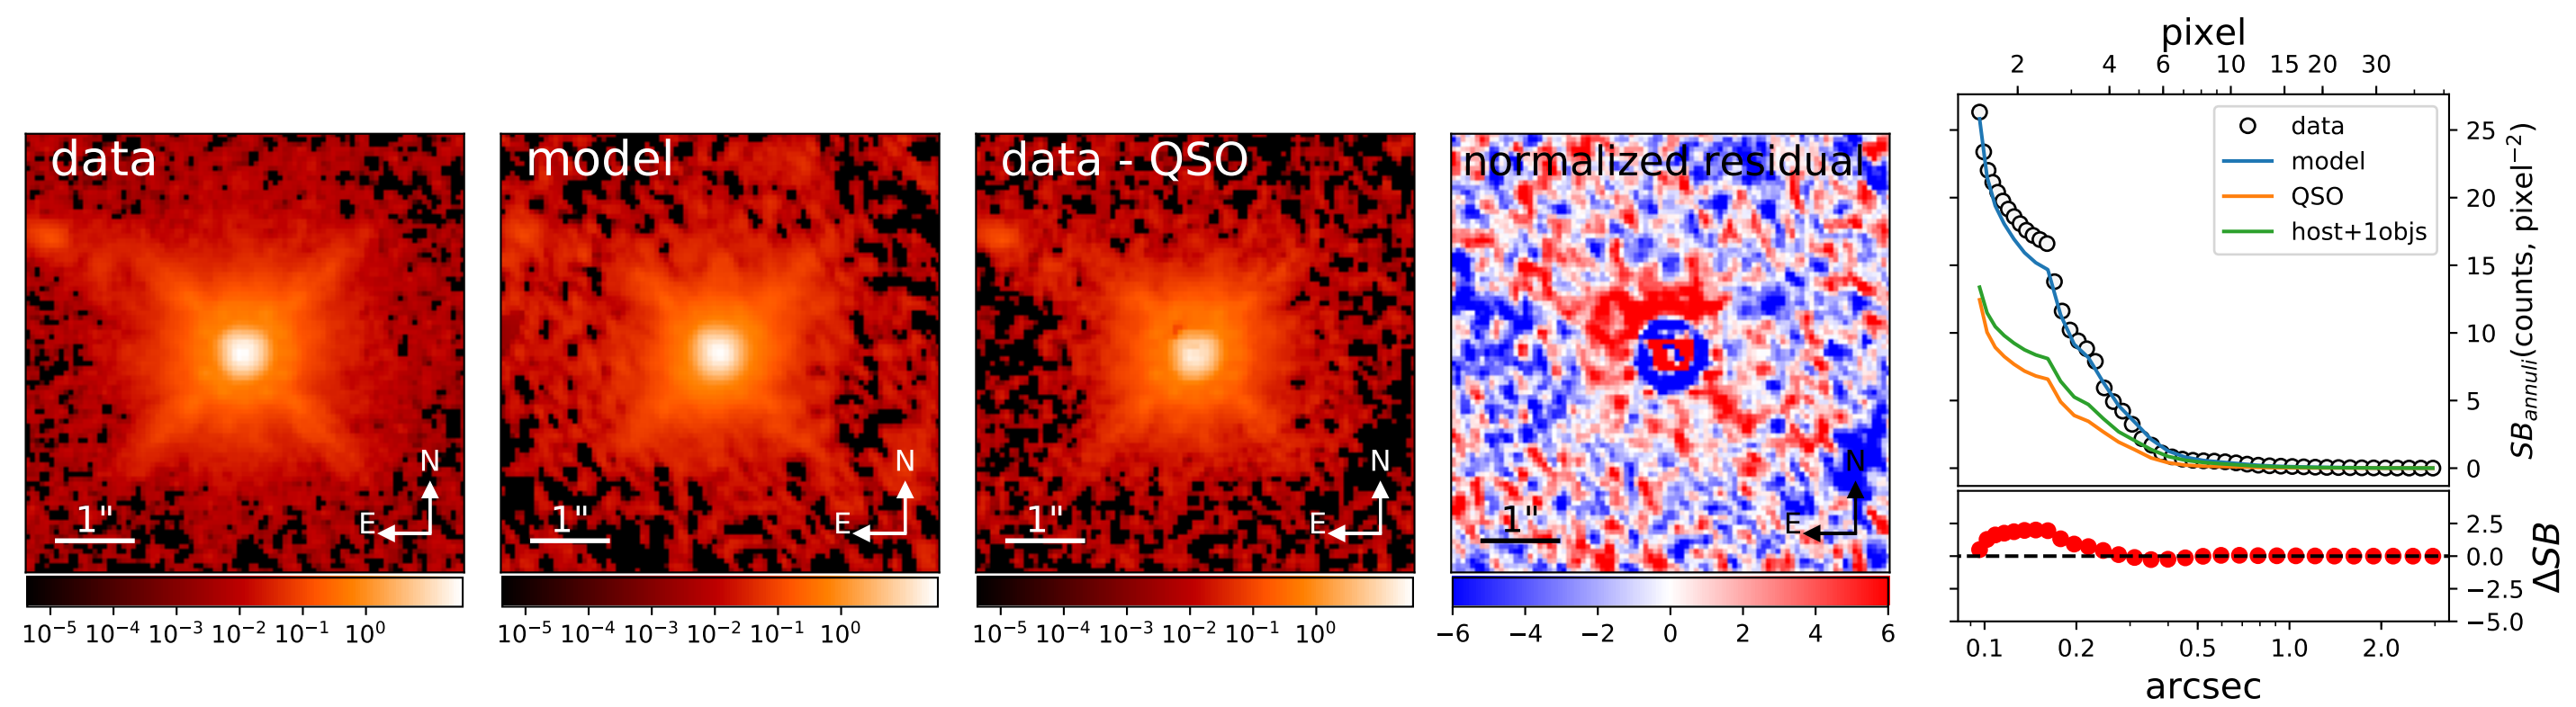 data
N
E
1"
10⁻⁵ 10⁻⁴ 10⁻³ 10⁻² 10⁻¹ 10⁰
model
N
E
1"
10⁻⁵ 10⁻⁴ 10⁻³ 10⁻² 10⁻¹ 10⁰
data - QSO
N
E
1"
10⁻⁵ 10⁻⁴ 10⁻³ 10⁻² 10⁻¹ 10⁰
normalized residual
N
E
1"
−6 −4 −2 0 2 4 6
pixel
2 4 6 10 15 20 30
data
model
QSO
host+1objs
25
20
15
10
5
0
SB_annuli(counts, pixel⁻²)
2.5
0.0
−2.5
−5.0
ΔSB
0.1 0.2 0.5 1.0 2.0
arcsec